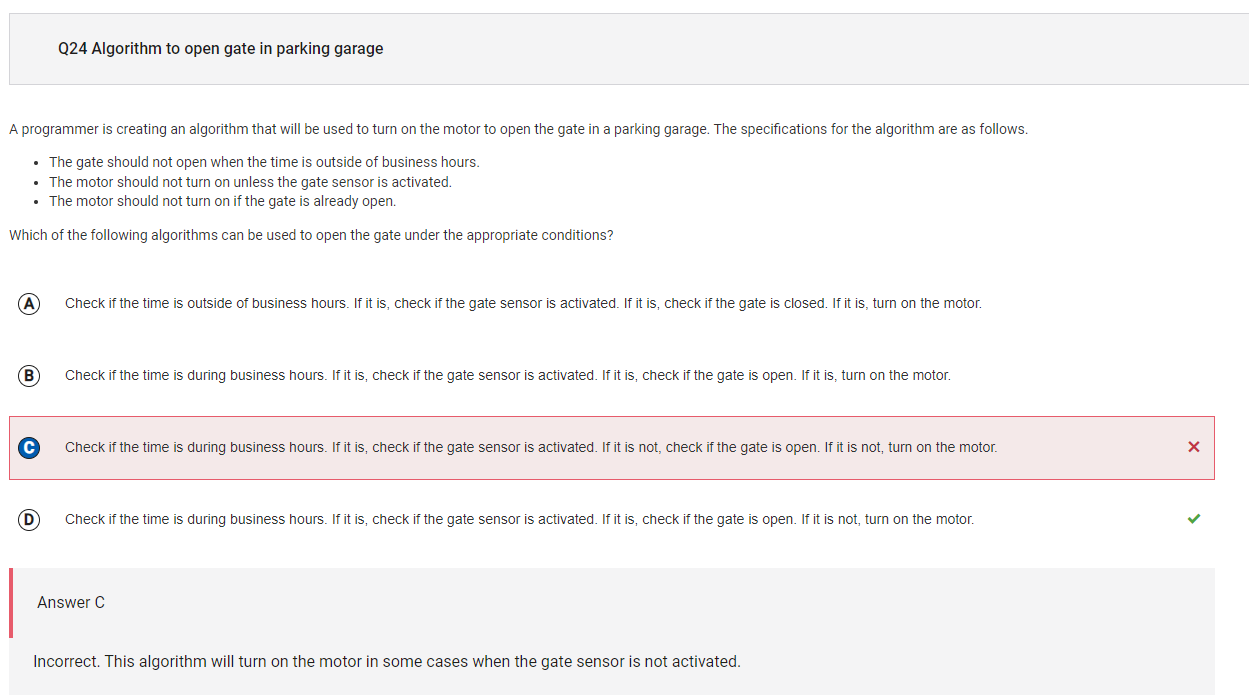 Q24 Algorithm to open gate in parking garage
A programmer is creating an algorithm that will be used to turn on the motor to open the gate in a parking garage. The specifications for the algorithm are as follows.
• The gate should not open when the time is outside of business hours.
• The motor should not turn on unless the gate sensor is activated.
• The motor should not turn on if the gate is already open.
Which of the following algorithms can be used to open the gate under the appropriate conditions?
A Check if the time is outside of business hours. If it is, check if the gate sensor is activated. If it is, check if the gate is closed. If it is, turn on the motor.
B Check if the time is during business hours. If it is, check if the gate sensor is activated. If it is, check if the gate is open. If it is, turn on the motor.
C Check if the time is during business hours. If it is, check if the gate sensor is activated. If it is not, check if the gate is open. If it is not, turn on the motor.
D Check if the time is during business hours. If it is, check if the gate sensor is activated. If it is, check if the gate is open. If it is not, turn on the motor.
Answer C
Incorrect. This algorithm will turn on the motor in some cases when the gate sensor is not activated.